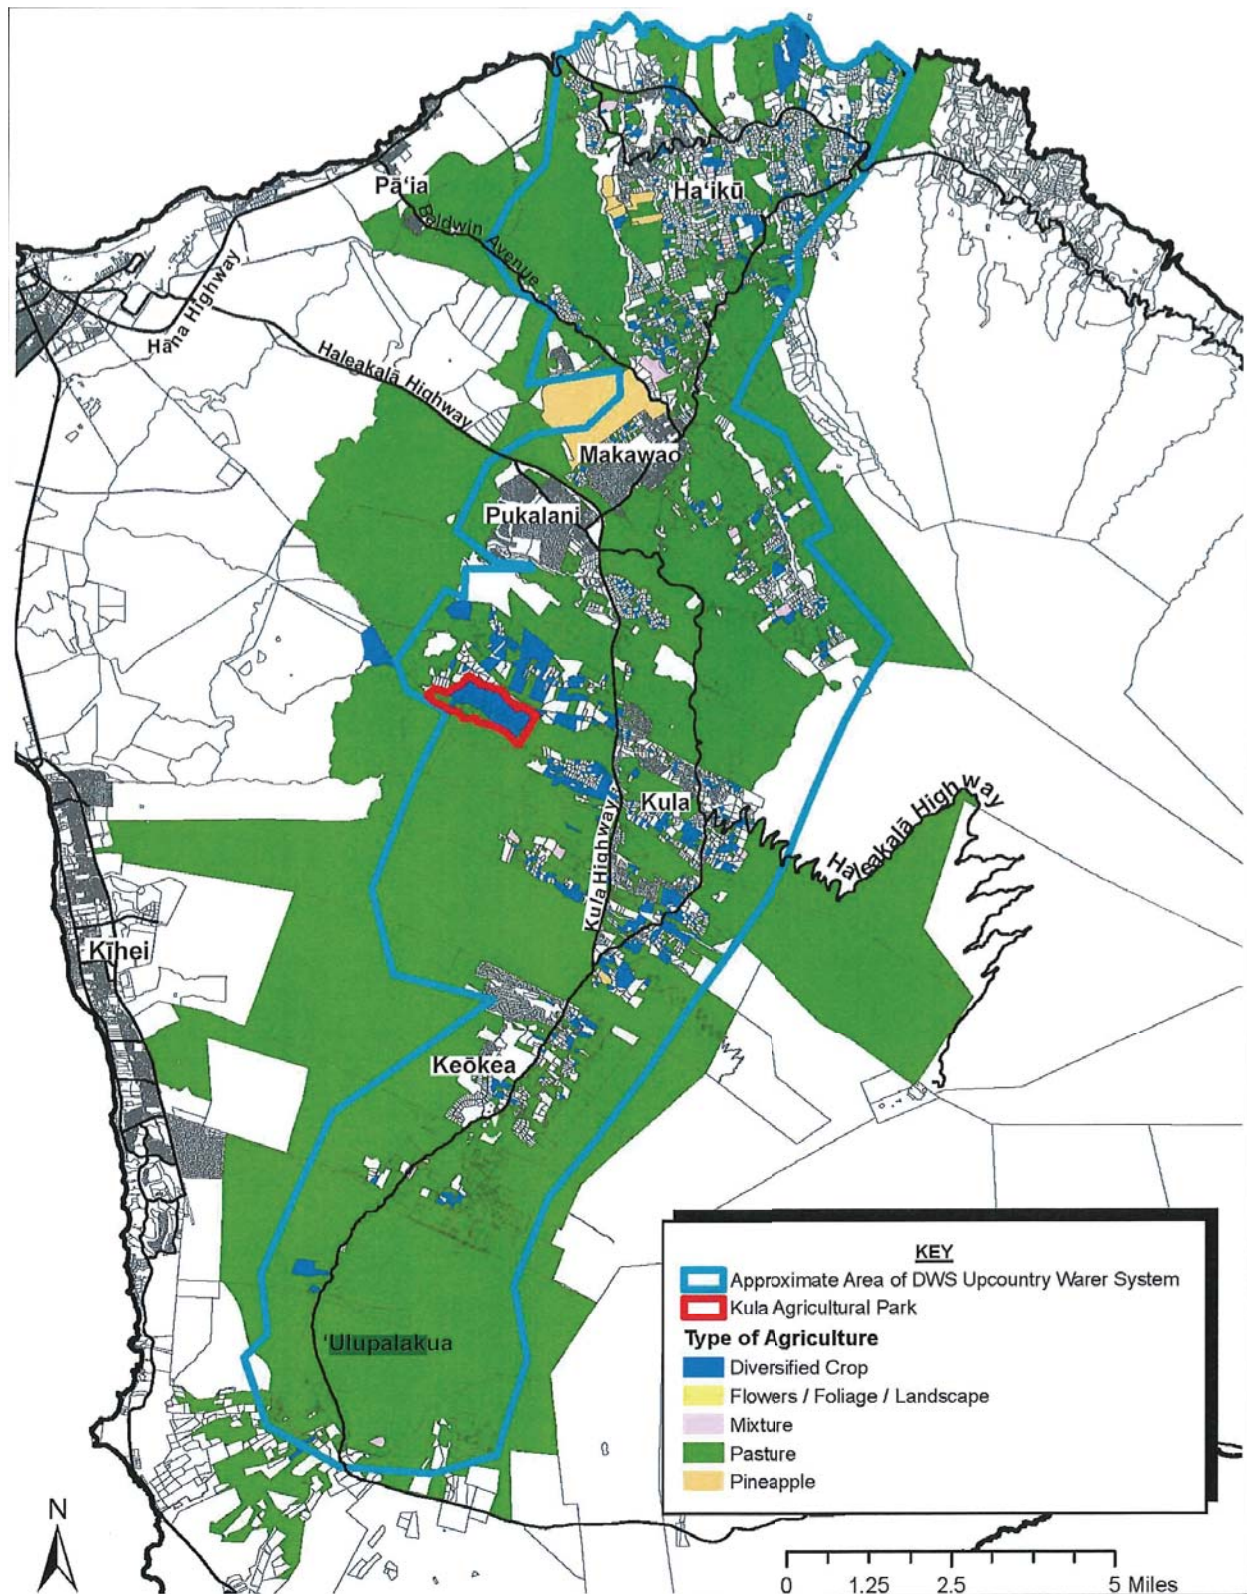 Pā'ia
Ha'ikū
Baldwin Avenue
Hāna Highway
Haleakalā Highway
Makawao
Pukalani
Kula
Haleakalā Highway
Kula Highway
Kīhei
Keōkea
'Ulupalakua
KEY
Approximate Area of DWS Upcountry Warer System
Kula Agricultural Park
Type of Agriculture
Diversified Crop
Flowers / Foliage / Landscape
Mixture
Pasture
Pineapple
N
0 1.25 2.5 5 Miles